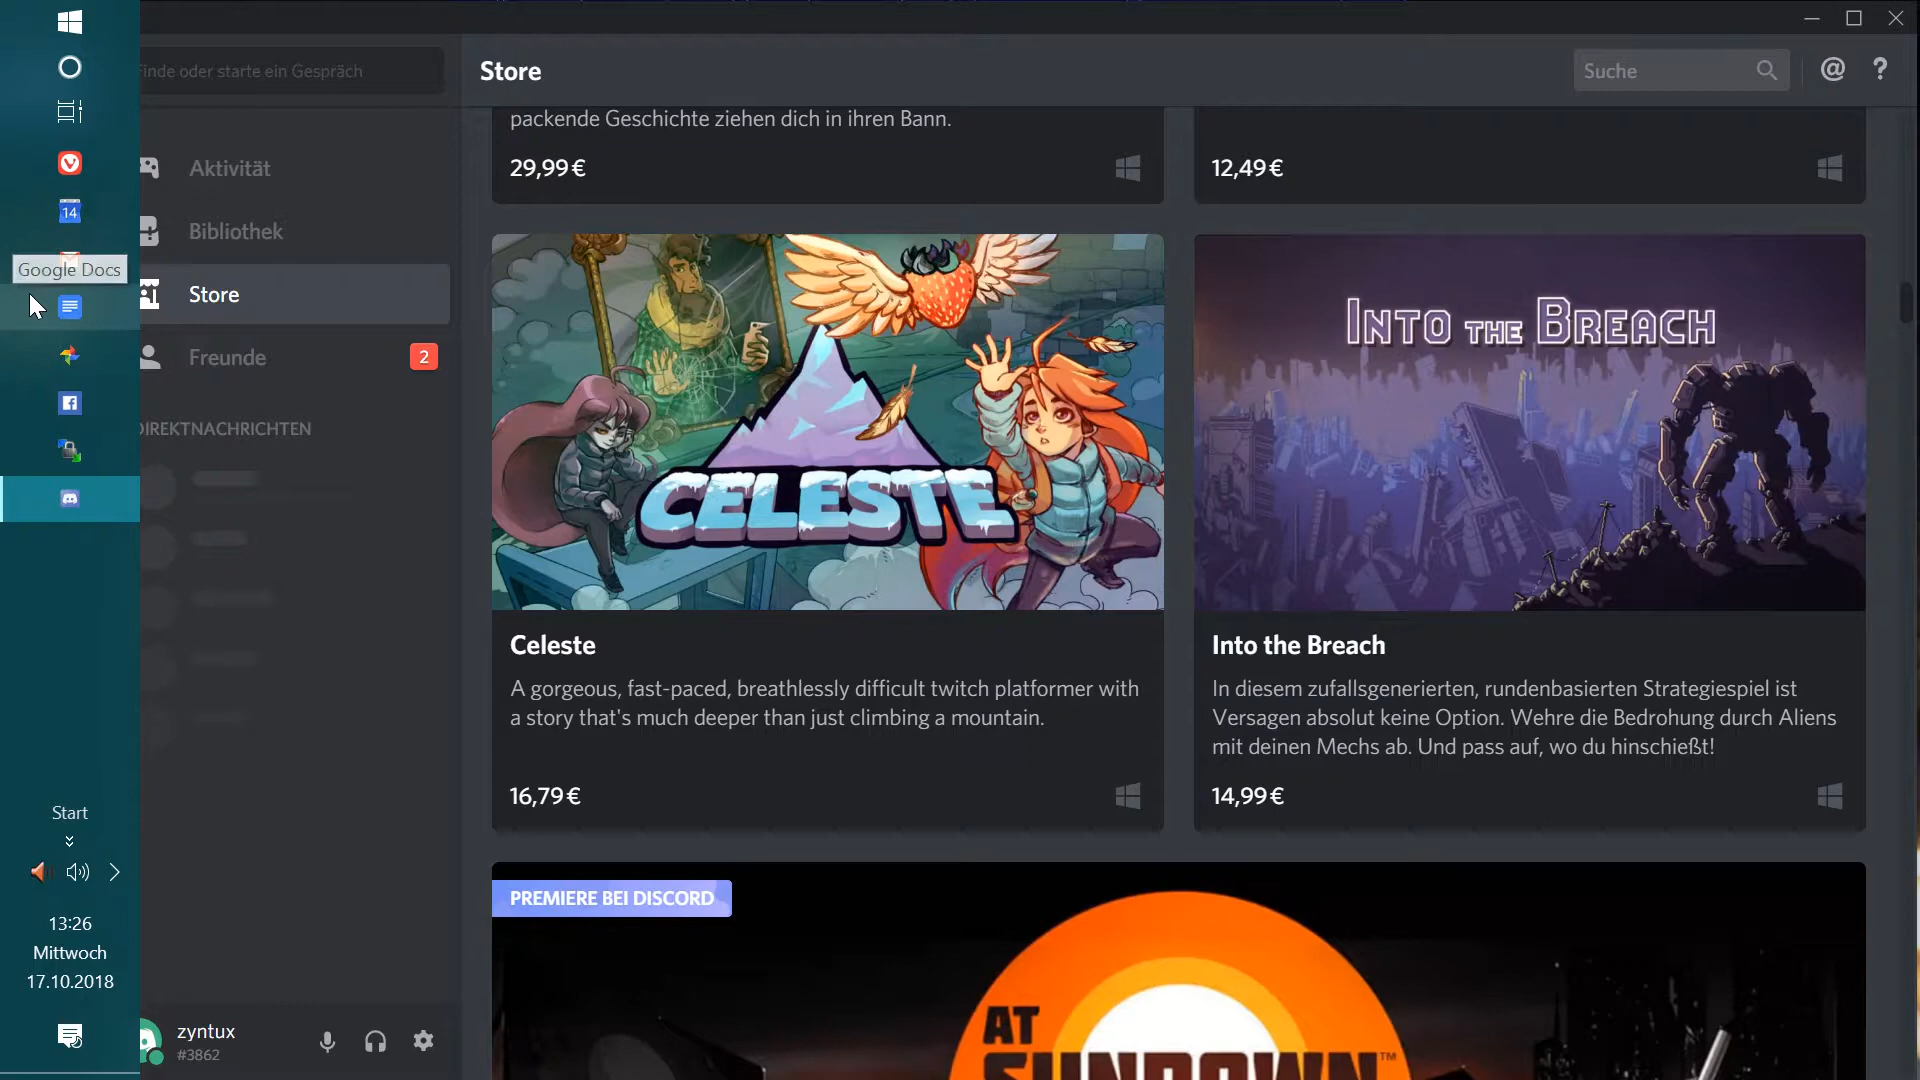 14
Google Docs
Start
13:26
Mittwoch
17.10.2018
inde oder starte ein Gespräch
Aktivität
Bibliothek
Store
Freunde
2
DIREKTNACHRICHTEN
zyntux
#3862
Store
Suche
packende Geschichte ziehen dich in ihren Bann.
29,99€
12,49€
CELESTE
Celeste
A gorgeous, fast-paced, breathlessly difficult twitch platformer with
a story that's much deeper than just climbing a mountain.
16,79€
INTO THE BREACH
Into the Breach
In diesem zufallsgenerierten, rundenbasierten Strategiespiel ist
Versagen absolut keine Option. Wehre die Bedrohung durch Aliens
mit deinen Mechs ab. Und pass auf, wo du hinschießt!
14,99€
PREMIERE BEI DISCORD
AT
SUNDOWN™